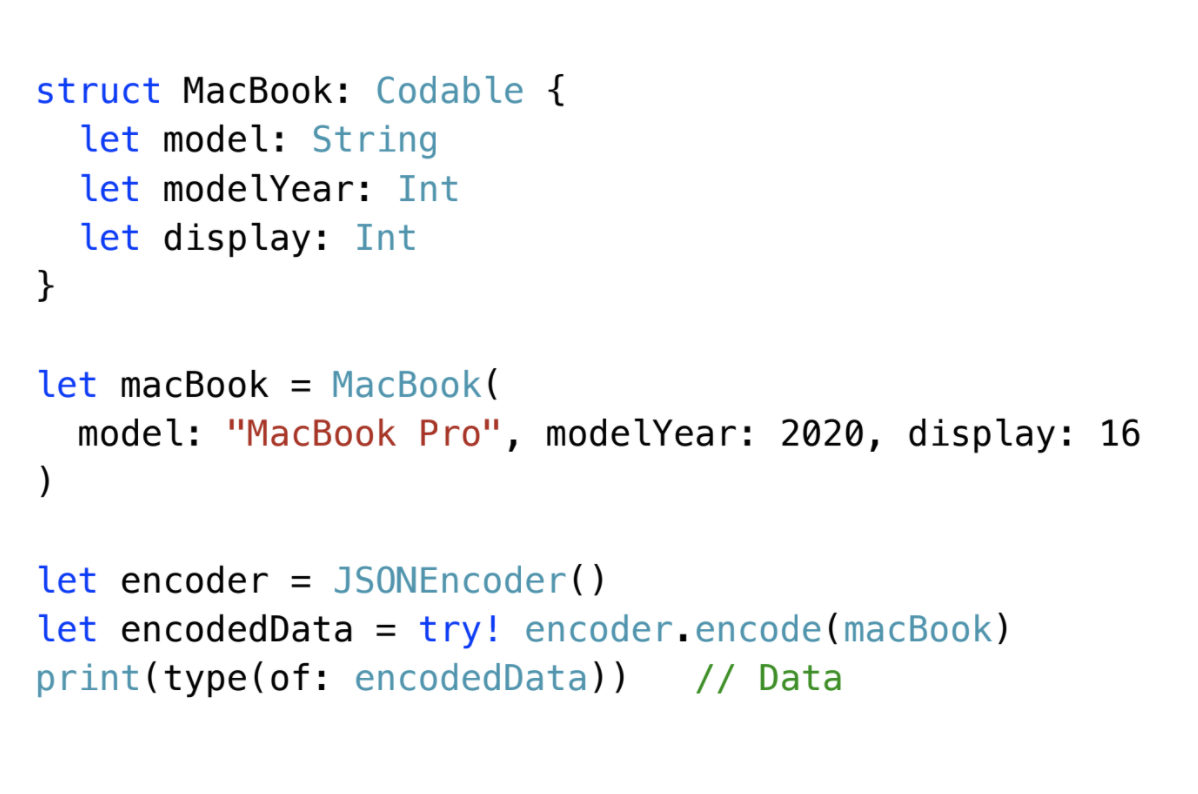 struct MacBook: Codable {
  let model: String
  let modelYear: Int
  let display: Int
}
let macBook = MacBook(
  model: "MacBook Pro", modelYear: 2020, display: 16
)
let encoder = JSONEncoder()
let encodedData = try! encoder.encode(macBook)
print(type(of: encodedData))   // Data